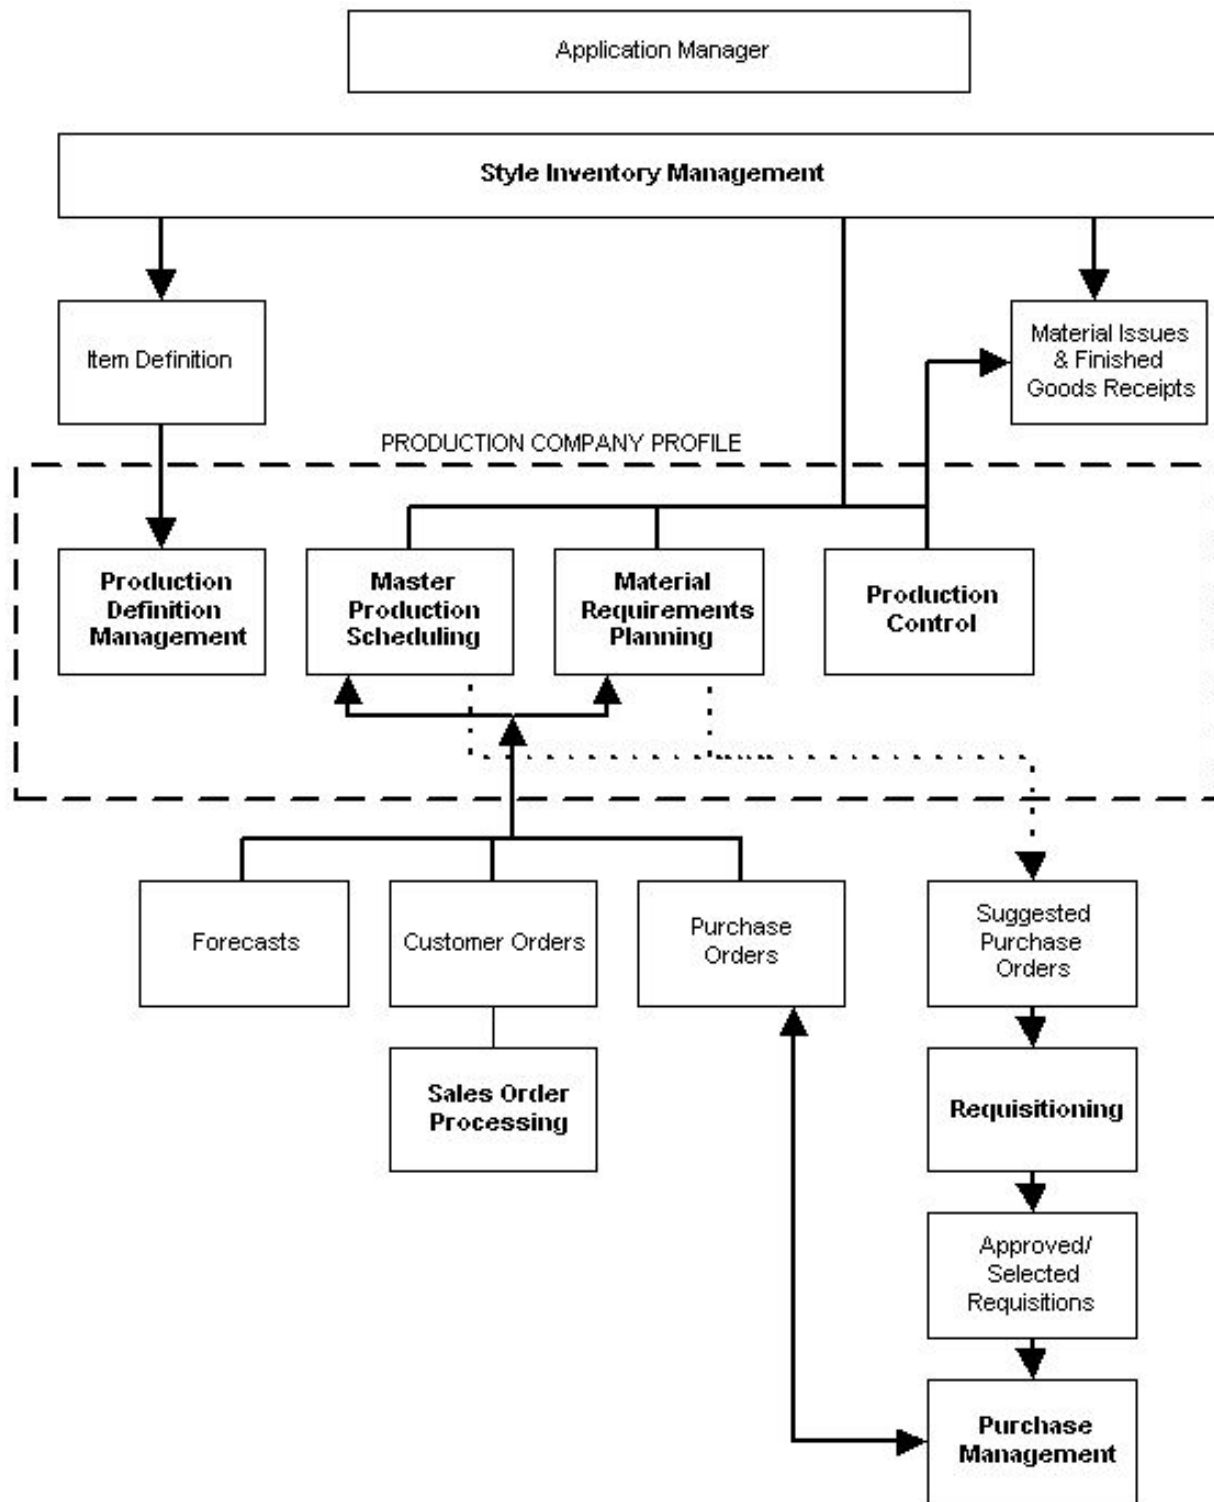 Application Manager
Style Inventory Management
Item Definition
Material Issues
& Finished
Goods Receipts
PRODUCTION COMPANY PROFILE
Production
Definition
Management
Master
Production
Scheduling
Material
Requirements
Planning
Production
Control
Forecasts
Customer Orders
Purchase
Orders
Suggested
Purchase
Orders
Sales Order
Processing
Requisitioning
Approved/
Selected
Requisitions
Purchase
Management